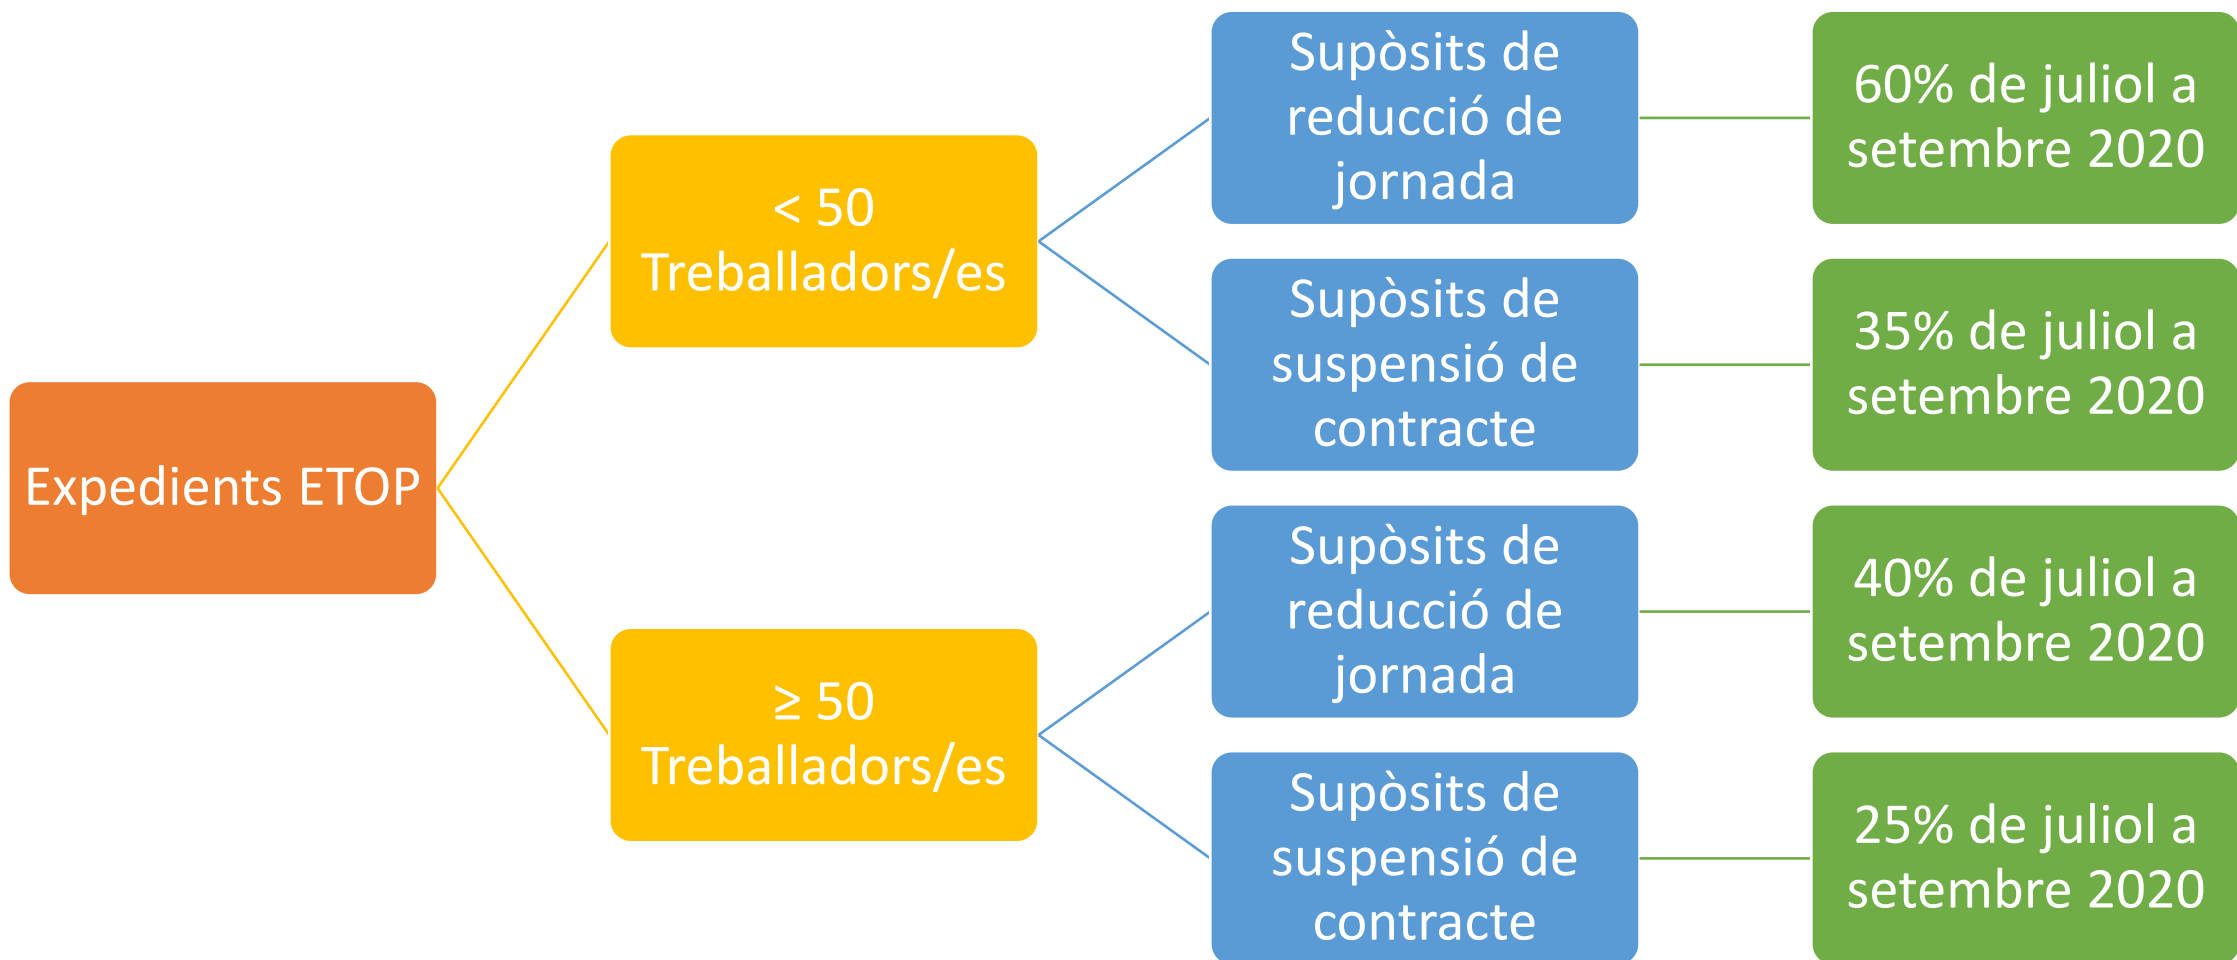 Expedients ETOP
< 50
Treballadors/es
Supòsits de
reducció de
jornada
60% de juliol a
setembre 2020
Supòsits de
suspensió de
contracte
35% de juliol a
setembre 2020
≥ 50
Treballadors/es
Supòsits de
reducció de
jornada
40% de juliol a
setembre 2020
Supòsits de
suspensió de
contracte
25% de juliol a
setembre 2020